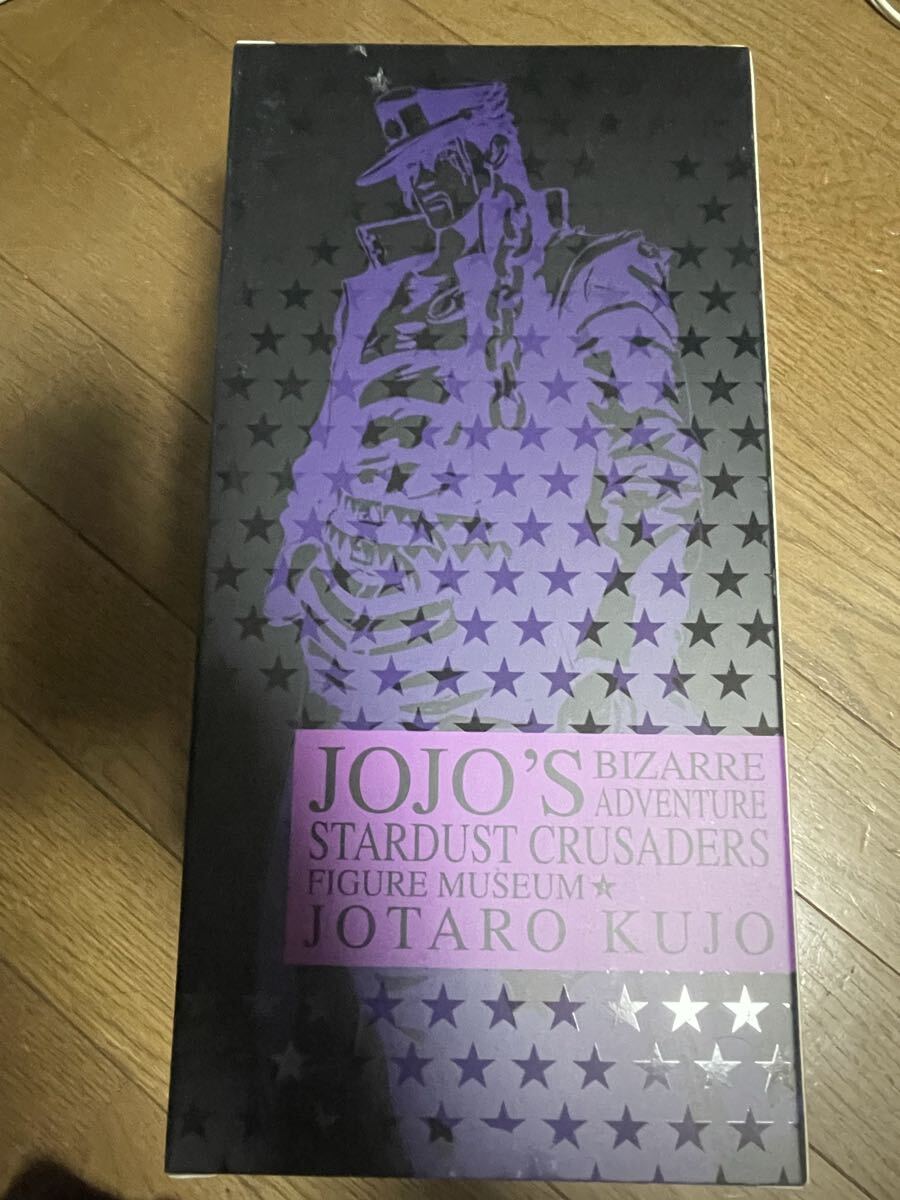 JOJO'S BIZARRE
ADVENTURE
STARDUST CRUSADERS
FIGURE MUSEUM★
JOTARO KUJO